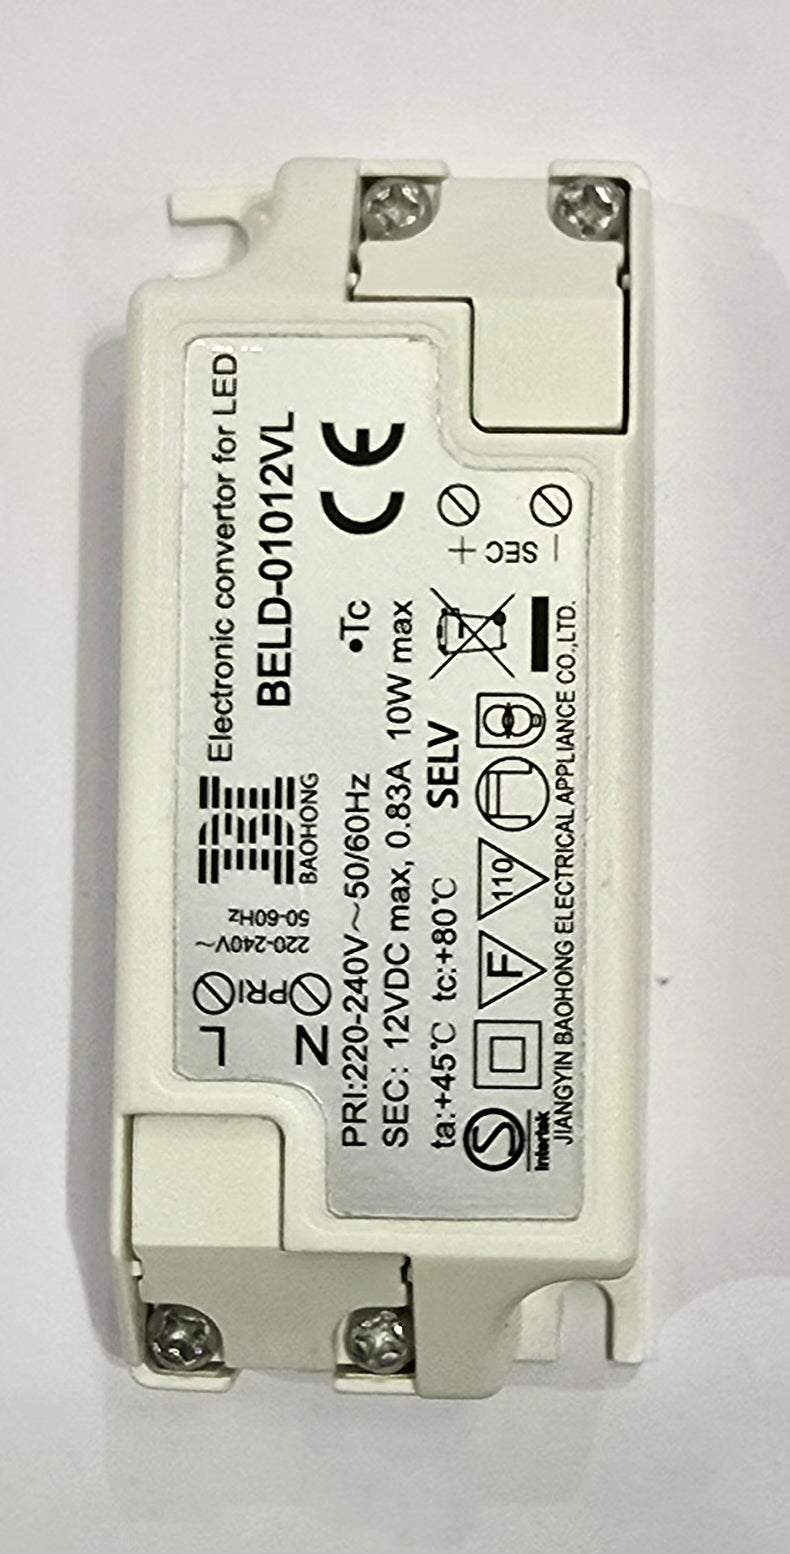 Electronic convertor for LED
BELD-01012VL
BAOHONG
220-240V~
50-60Hz
L
PRI
N
PRI:220-240V~50/60Hz
•Tc
CE
SEC: 12VDC max, 0.83A 10W max
ta:+45℃ tc:+80℃ SELV
+ SEC -
S
Intertek
F
110
JIANGYIN BAOHONG ELECTRICAL APPLIANCE CO.,LTD.